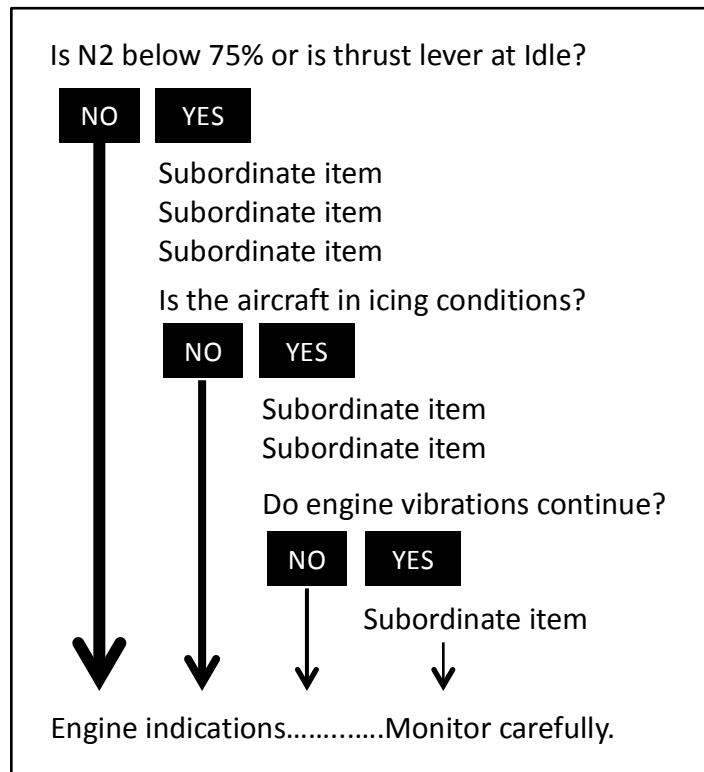 Is N2 below 75% or is thrust lever at Idle?
NO YES
Subordinate item
Subordinate item
Subordinate item
Is the aircraft in icing conditions?
NO YES
Subordinate item
Subordinate item
Do engine vibrations continue?
NO YES
Subordinate item
Engine indications.............Monitor carefully.